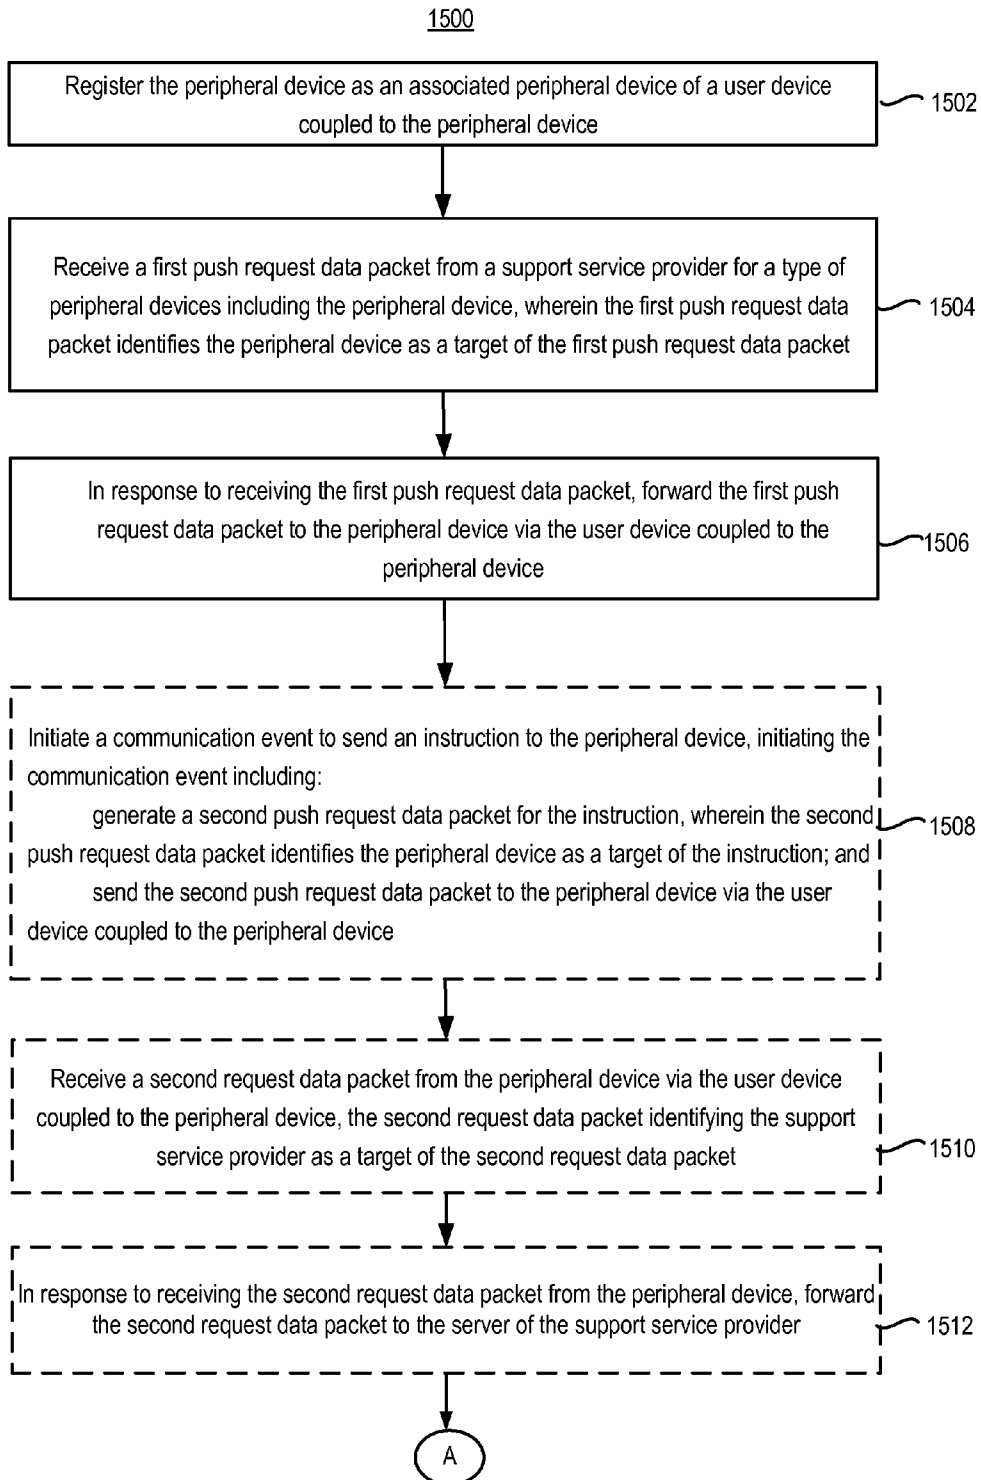 1500
Register the peripheral device as an associated peripheral device of a user device
coupled to the peripheral device
1502
Receive a first push request data packet from a support service provider for a type of
peripheral devices including the peripheral device, wherein the first push request data
packet identifies the peripheral device as a target of the first push request data packet
1504
In response to receiving the first push request data packet, forward the first push
request data packet to the peripheral device via the user device coupled to the
peripheral device
1506
Initiate a communication event to send an instruction to the peripheral device, initiating the
communication event including:
generate a second push request data packet for the instruction, wherein the second
push request data packet identifies the peripheral device as a target of the instruction; and
send the second push request data packet to the peripheral device via the user
device coupled to the peripheral device
1508
Receive a second request data packet from the peripheral device via the user device
coupled to the peripheral device, the second request data packet identifying the support
service provider as a target of the second request data packet
1510
In response to receiving the second request data packet from the peripheral device, forward
the second request data packet to the server of the support service provider
1512
A